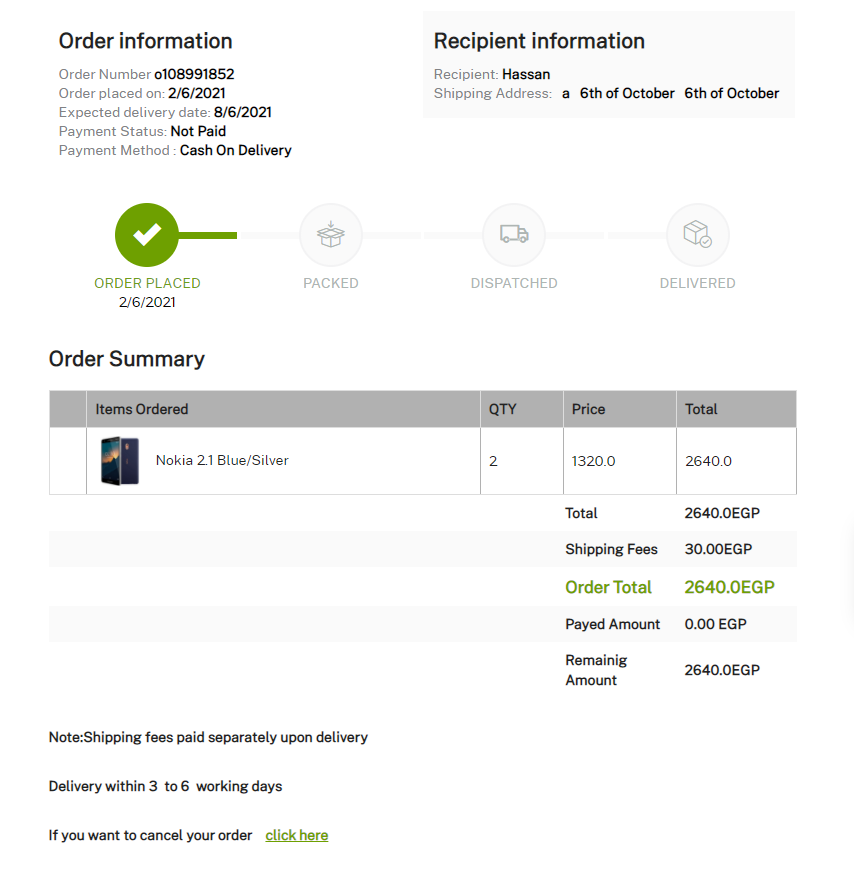 Order information
Order Number o108991852
Order placed on: 2/6/2021
Expected delivery date: 8/6/2021
Payment Status: Not Paid
Payment Method : Cash On Delivery
Recipient information
Recipient: Hassan
Shipping Address: a 6th of October 6th of October
ORDER PLACED
2/6/2021
PACKED
DISPATCHED
DELIVERED
Order Summary
Items Ordered QTY Price Total
Nokia 2.1 Blue/Silver 2 1320.0 2640.0
Total 2640.0EGP
Shipping Fees 30.00EGP
Order Total 2640.0EGP
Payed Amount 0.00 EGP
Remainig
Amount 2640.0EGP
Note:Shipping fees paid separately upon delivery
Delivery within 3 to 6 working days
If you want to cancel your order click here